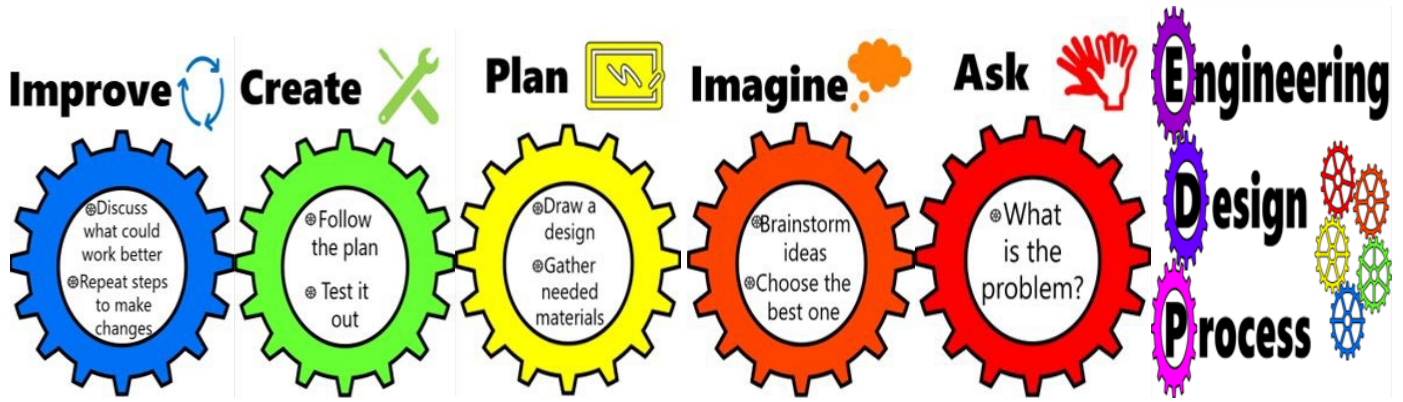 Improve
⊛Discuss
what could
work better
⊛Repeat steps
to make
changes
Create
⊛Follow
the plan
⊛ Test it
out
Plan
⊛Draw a
design
⊛Gather
needed
materials
Imagine
⊛Brainstorm
ideas
⊛Choose the
best one
Ask
⊛What
is the
problem?
Engineering
Design
Process